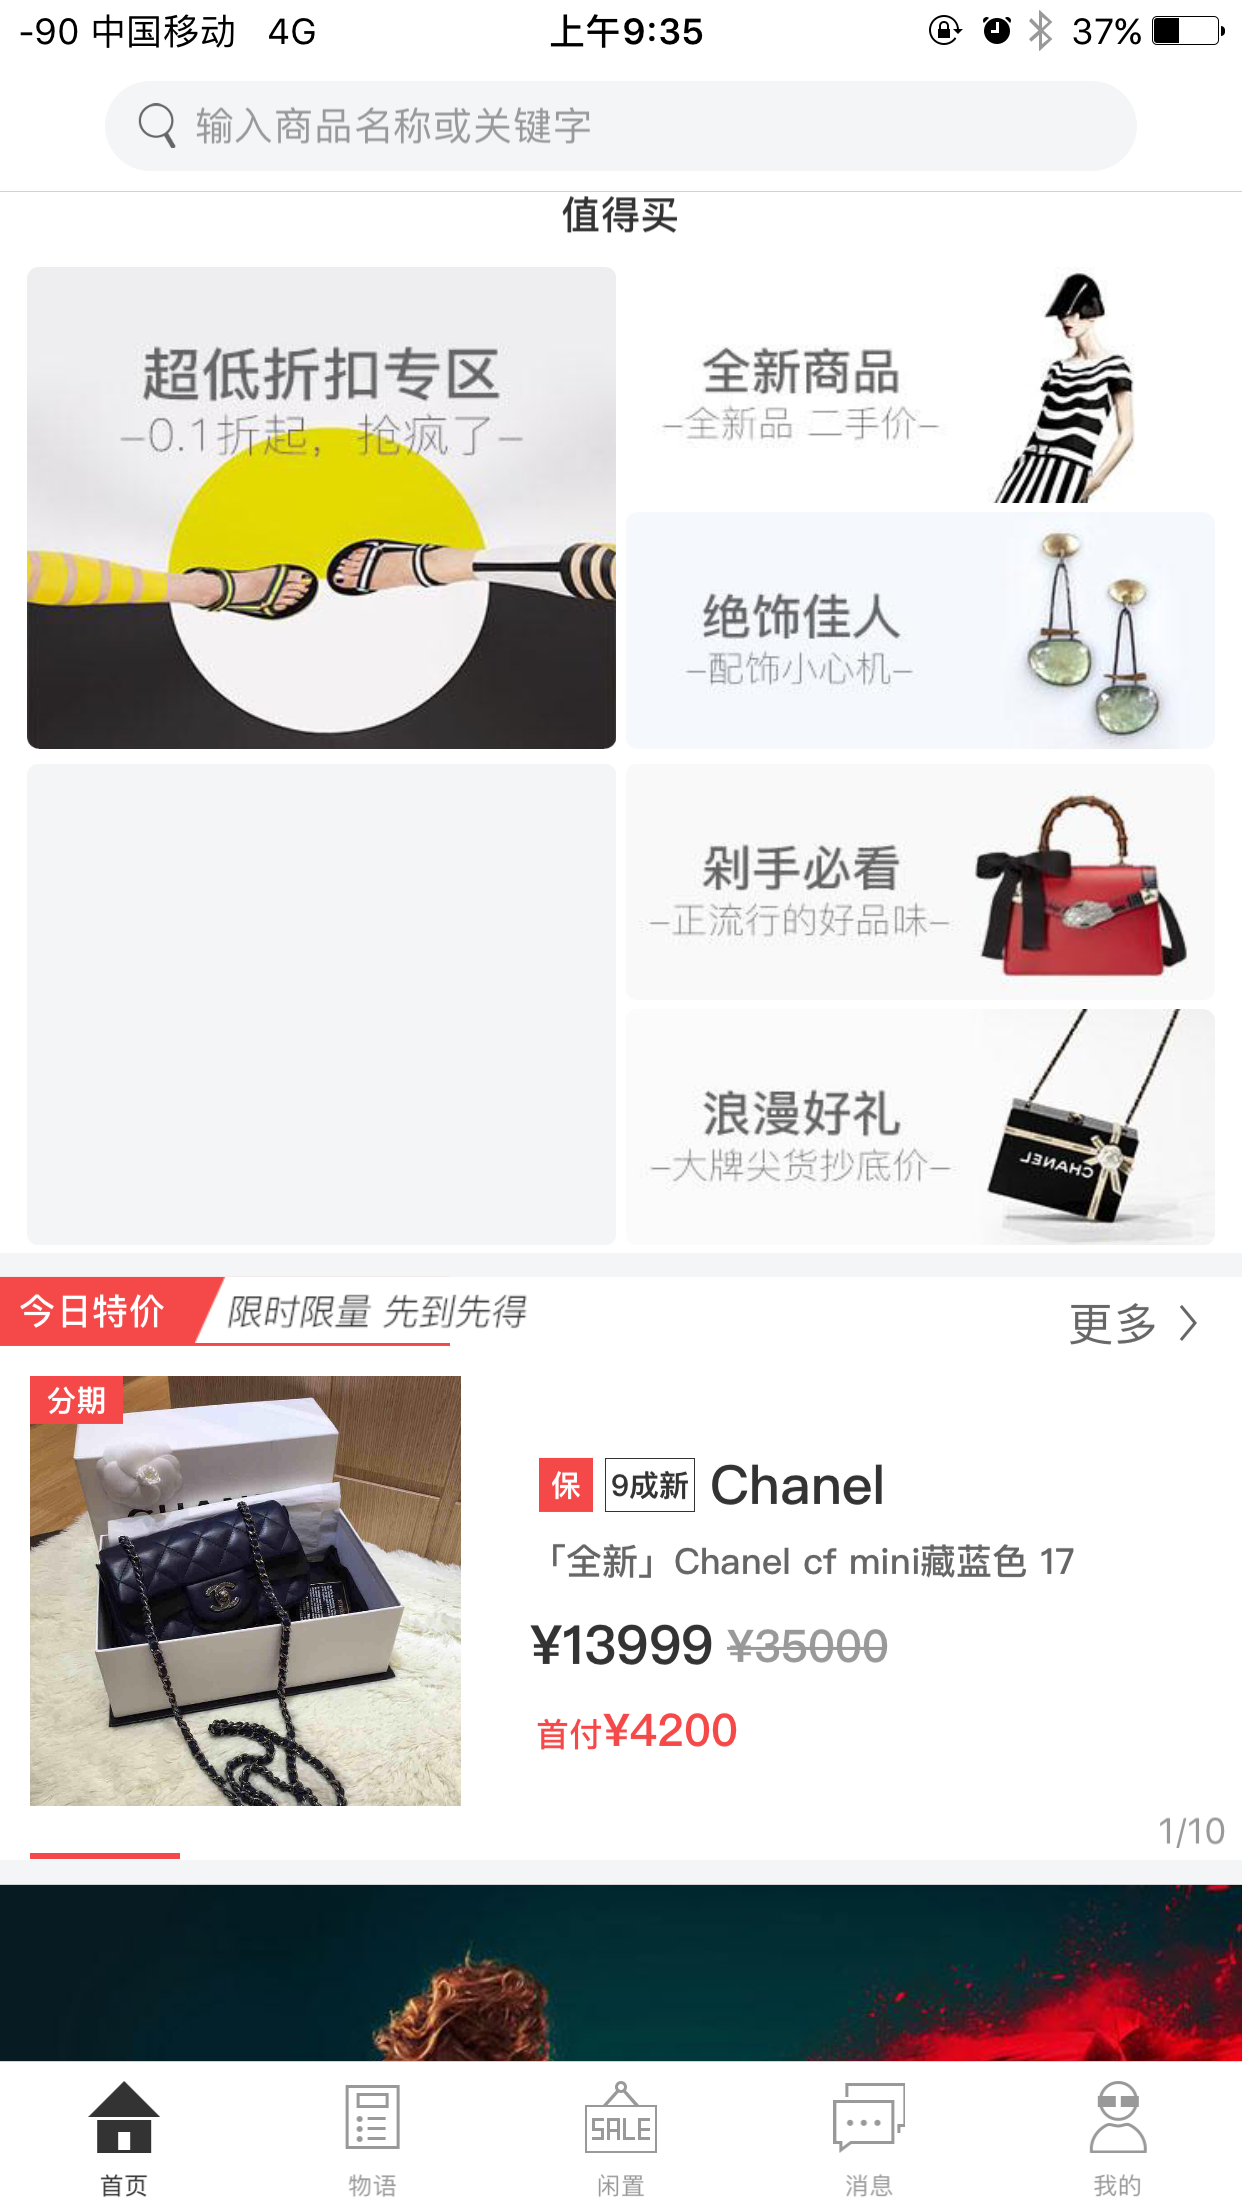 -90 中国移动 4G 上午9:35 37%
输入商品名称或关键字
值得买
超低折扣专区
–0.1折起，抢疯了–
全新商品
–全新品 二手价–
绝饰佳人
–配饰小心机–
剁手必看
–正流行的好品味–
浪漫好礼
–大牌尖货抄底价–
CHANEL
今日特价 限时限量 先到先得 更多
分期
保 9成新 Chanel
「全新」Chanel cf mini藏蓝色 17
¥13999 ¥35000
首付¥4200
1/10
SALE
首页 物语 闲置 消息 我的